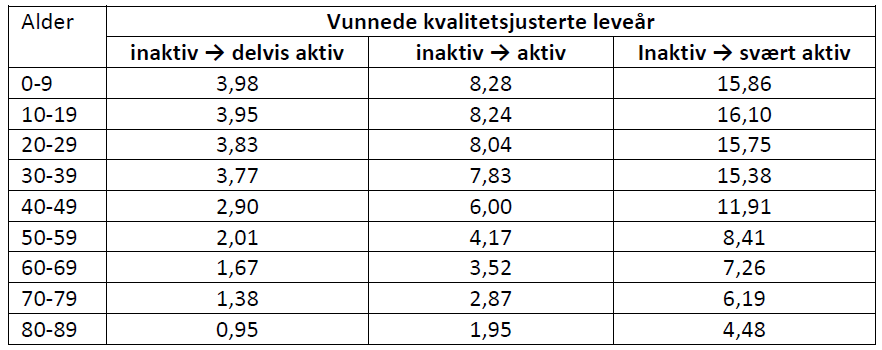 Alder Vunnede kvalitetsjusterte leveår
inaktiv → delvis aktiv inaktiv → aktiv Inaktiv → svært aktiv
0-9 3,98 8,28 15,86
10-19 3,95 8,24 16,10
20-29 3,83 8,04 15,75
30-39 3,77 7,83 15,38
40-49 2,90 6,00 11,91
50-59 2,01 4,17 8,41
60-69 1,67 3,52 7,26
70-79 1,38 2,87 6,19
80-89 0,95 1,95 4,48